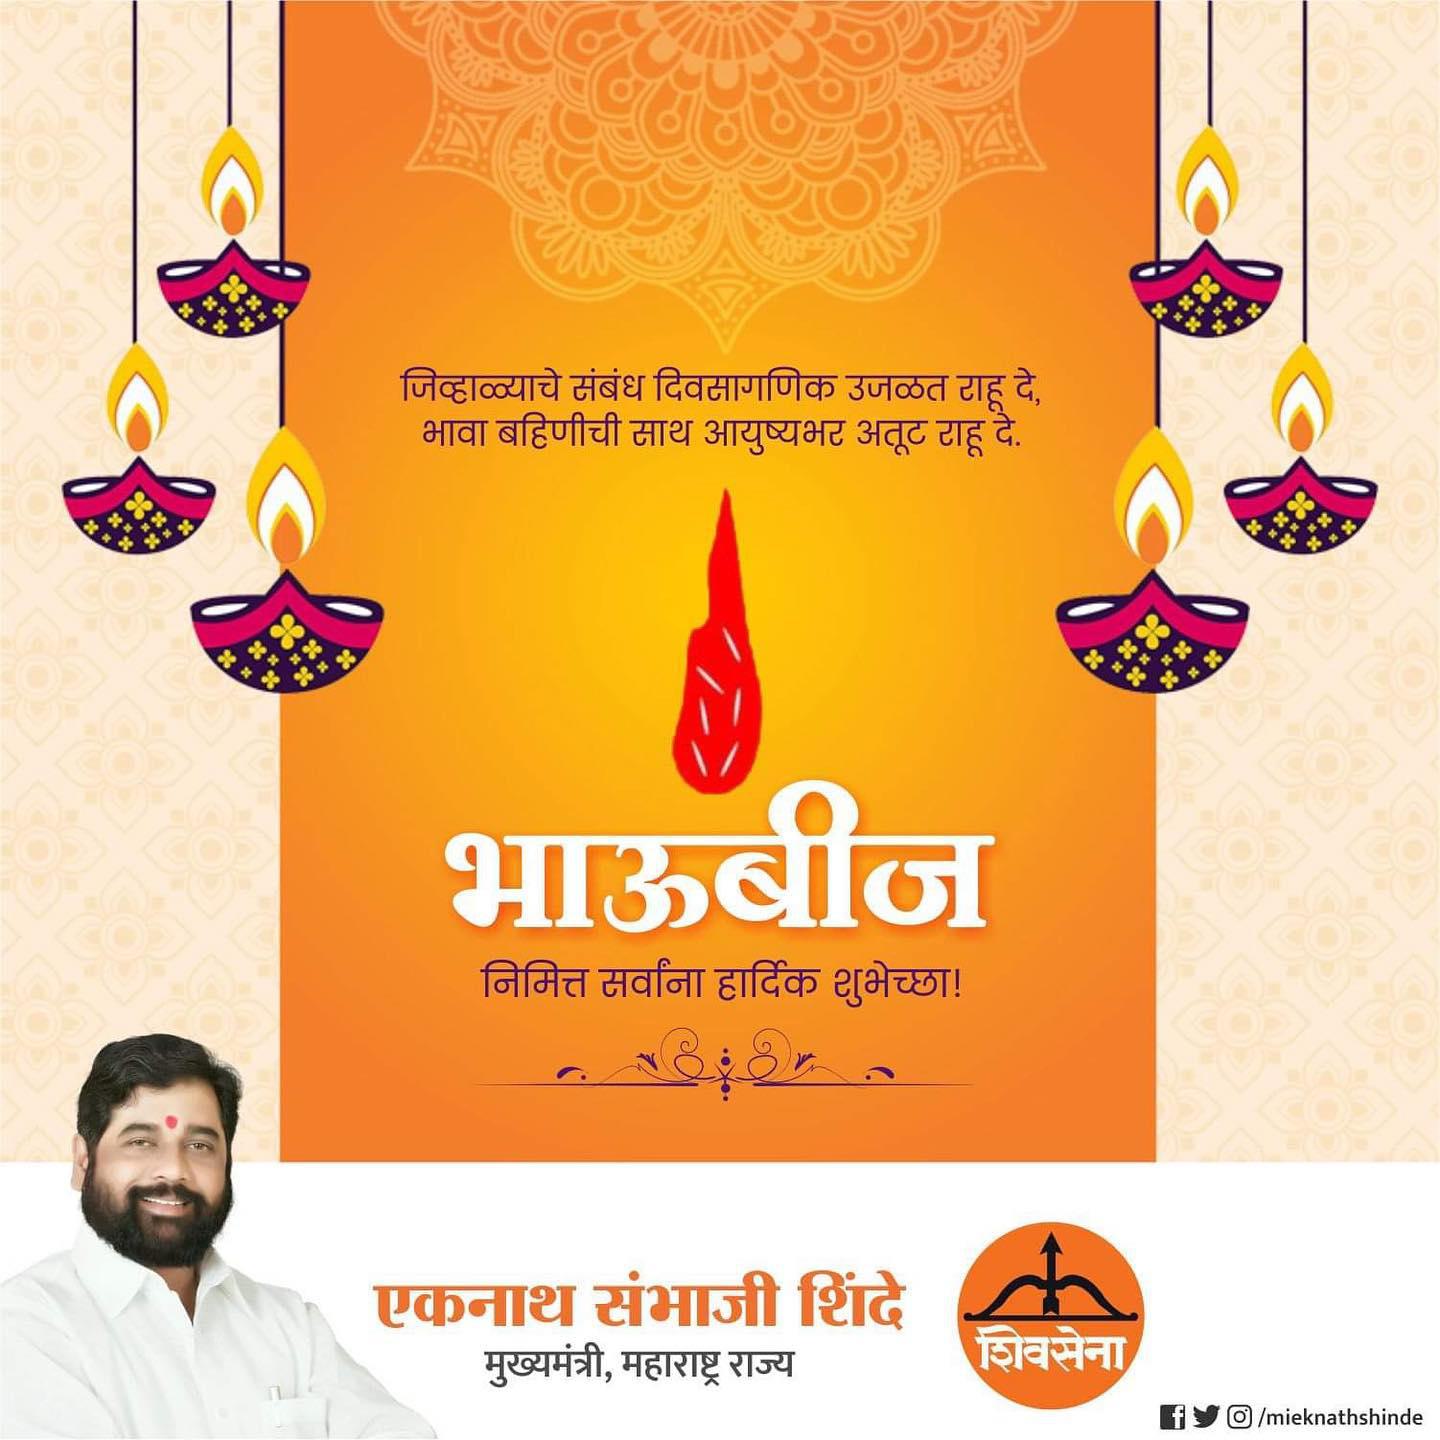 जिव्हाळ्याचे संबंध दिवसागणिक उजळत राहू दे,
भावा बहिणीची साथ आयुष्यभर अतूट राहू दे.
भाऊबीज
निमित्त सर्वांना हार्दिक शुभेच्छा!
एकनाथ संभाजी शिंदे
मुख्यमंत्री, महाराष्ट्र राज्य
शिवसेना
/mieknathshinde